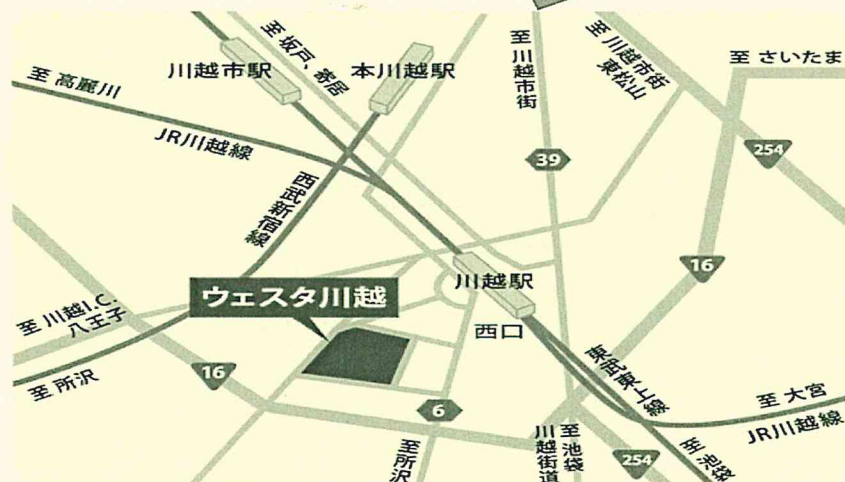 至 坂戸、寄居
至 川越市街
至 川越市街
東松山
至 さいたま
川越市駅
本川越駅
至 高麗川
JR川越線
39
254
西武新宿線
16
川越駅
ウェスタ川越
至 川越I.C.
八王子
西口
16
東武東上線
至 所沢
6
至 大宮
JR川越線
至 所沢
川越街道
至 池袋
254
至 池袋